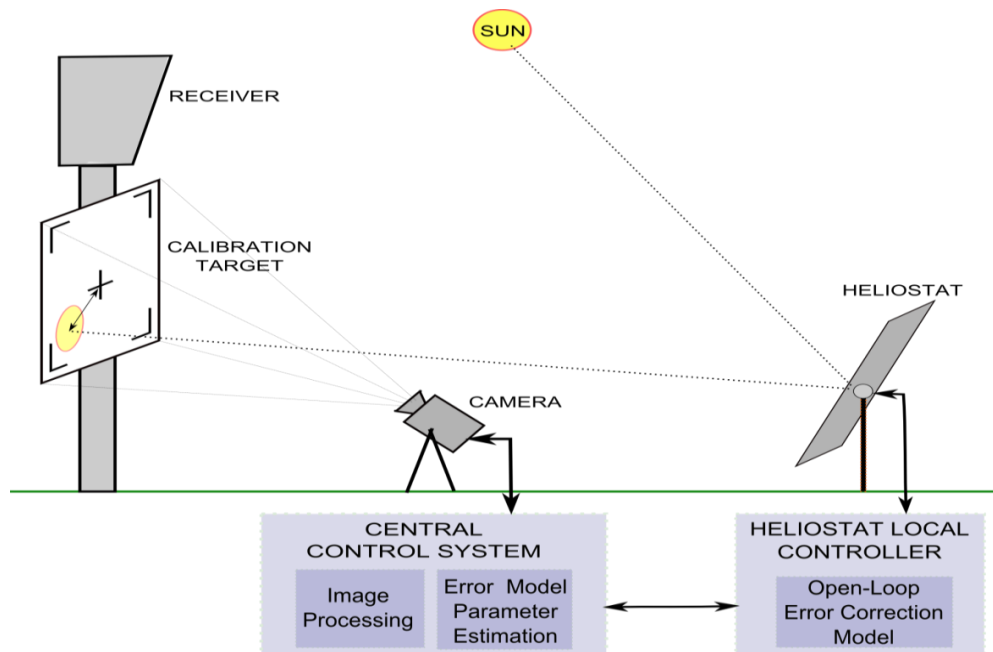 SUN
RECEIVER
CALIBRATION
TARGET
HELIOSTAT
CAMERA
CENTRAL
CONTROL SYSTEM
Image
Processing
Error Model
Parameter
Estimation
HELIOSTAT LOCAL
CONTROLLER
Open-Loop
Error Correction
Model